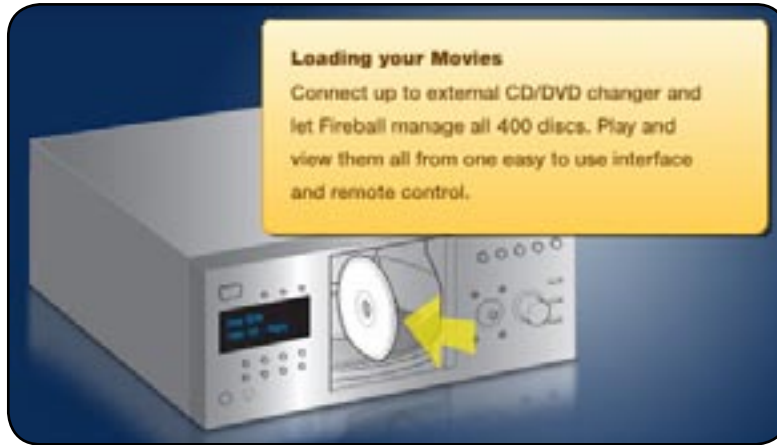 Loading your Movies
Connect up to external CD/DVD changer and
let Fireball manage all 400 discs. Play and
view them all from one easy to use interface
and remote control.